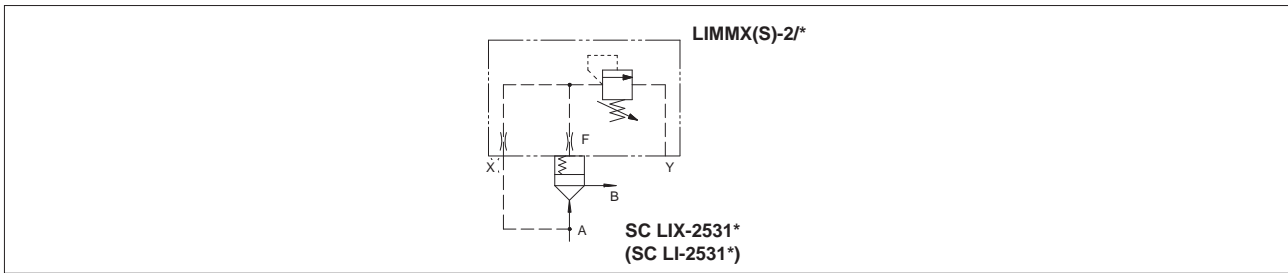 LIMMX(S)-2/*
F
X
Y
B
A
SC LIX-2531*
(SC LI-2531*)